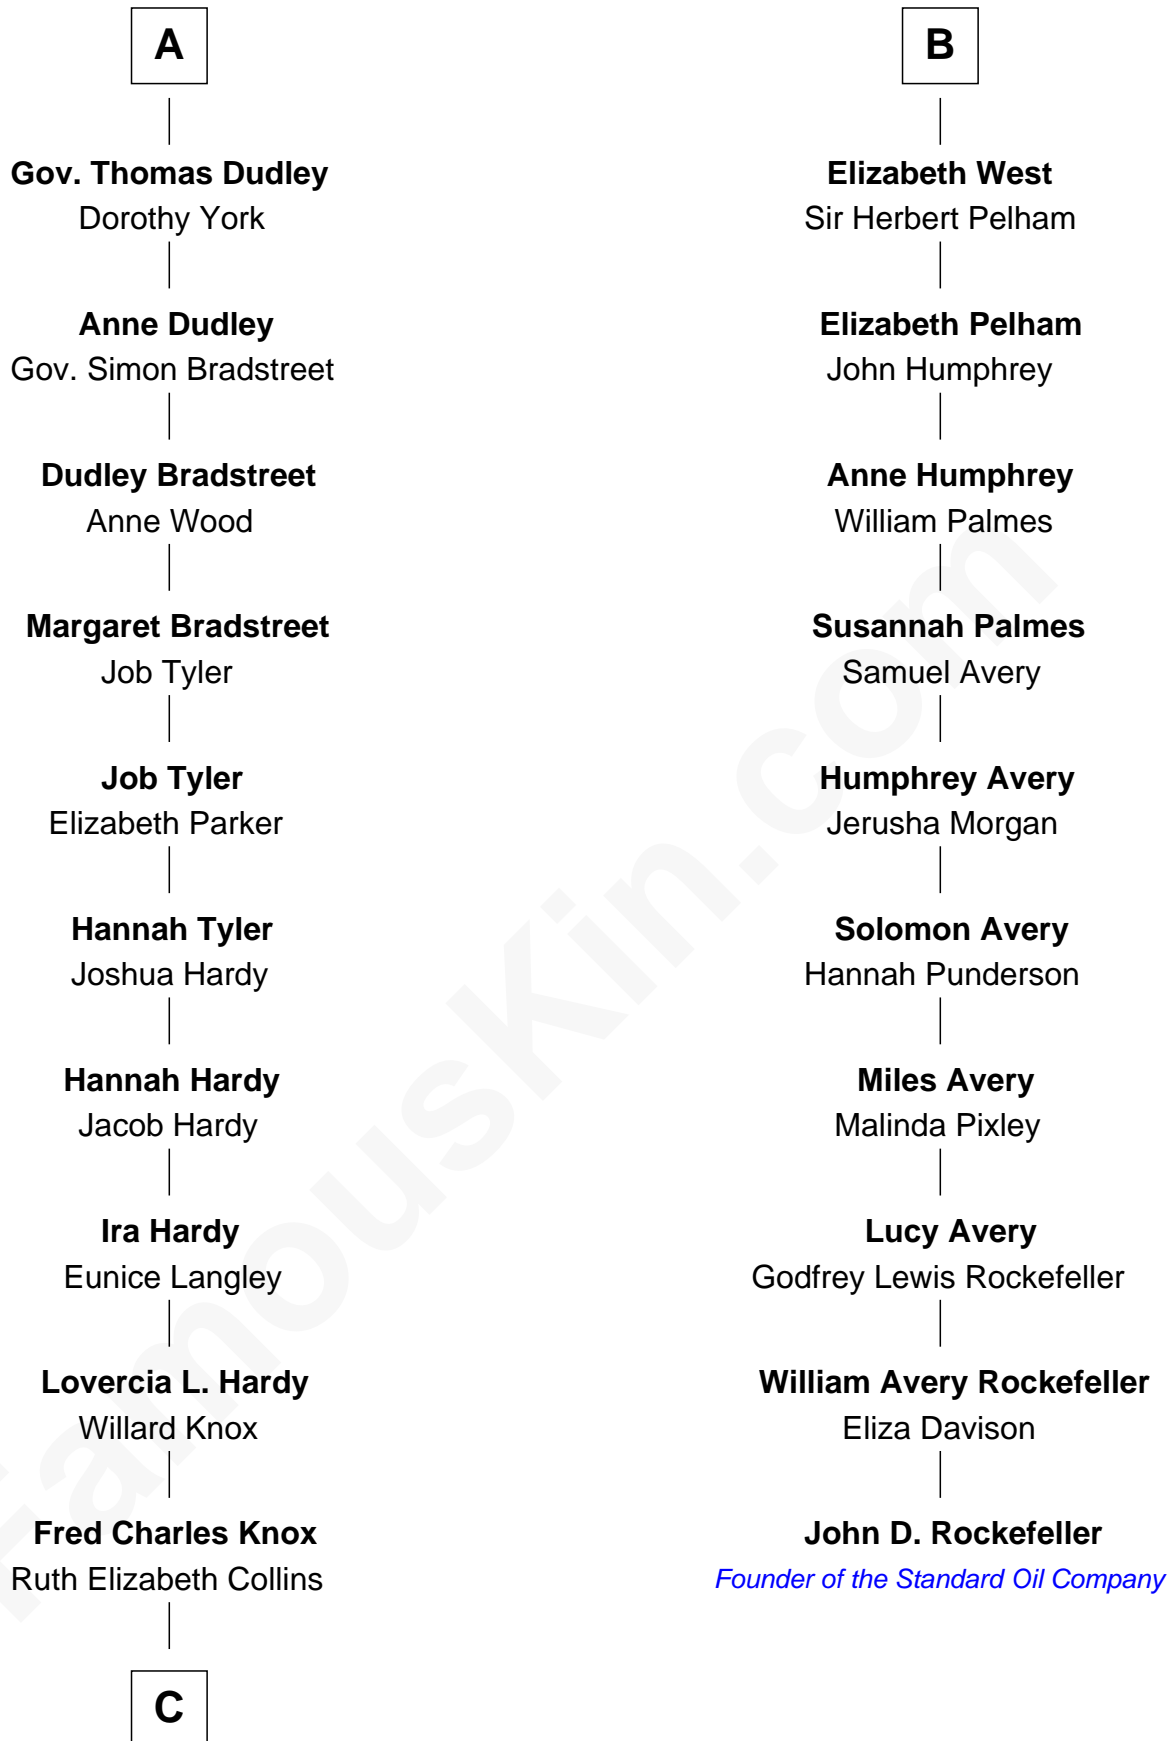 A
Gov. Thomas Dudley
Dorothy York
Anne Dudley
Gov. Simon Bradstreet
Dudley Bradstreet
Anne Wood
Margaret Bradstreet
Job Tyler
Job Tyler
Elizabeth Parker
Hannah Tyler
Joshua Hardy
Hannah Hardy
Jacob Hardy
Ira Hardy
Eunice Langley
Lovercia L. Hardy
Willard Knox
Fred Charles Knox
Ruth Elizabeth Collins
C
B
Elizabeth West
Sir Herbert Pelham
Elizabeth Pelham
John Humphrey
Anne Humphrey
William Palmes
Susannah Palmes
Samuel Avery
Humphrey Avery
Jerusha Morgan
Solomon Avery
Hannah Punderson
Miles Avery
Malinda Pixley
Lucy Avery
Godfrey Lewis Rockefeller
William Avery Rockefeller
Eliza Davison
John D. Rockefeller
Founder of the Standard Oil Company
FamousKin.com